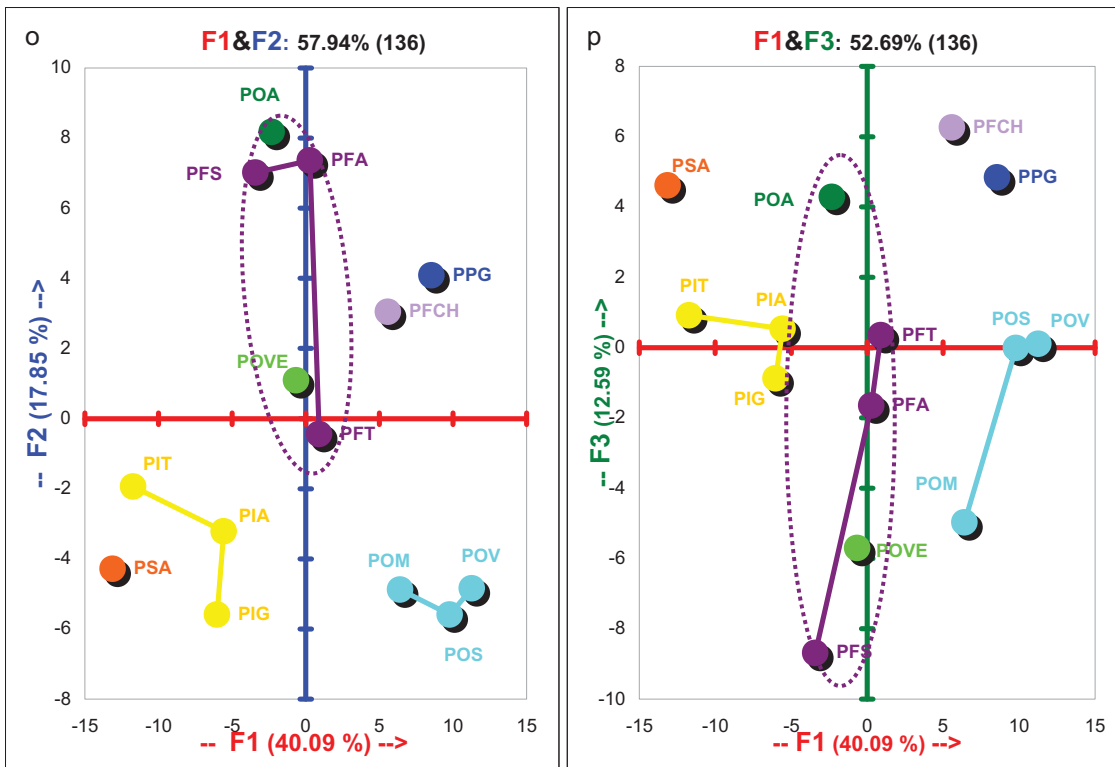 o
F1&F2: 57.94% (136)
10
8
6
4
2
0
-2
-4
-6
-8
-- F2 (17.85 %) -->
POA
PFS
PFA
PPG
PFCH
POVE
PFT
PIT
PIA
PSA
PIG
POM
POV
POS
-15
-10
-5
0
5
10
15
-- F1 (40.09 %) -->
p
F1&F3: 52.69% (136)
8
6
4
2
0
-2
-4
-6
-8
-10
-- F3 (12.59 %) -->
PFCH
PSA
PPG
POA
PIT
PIA
POS
POV
PFT
PIG
PFA
POM
POVE
PFS
-15
-10
-5
0
5
10
15
-- F1 (40.09 %) -->